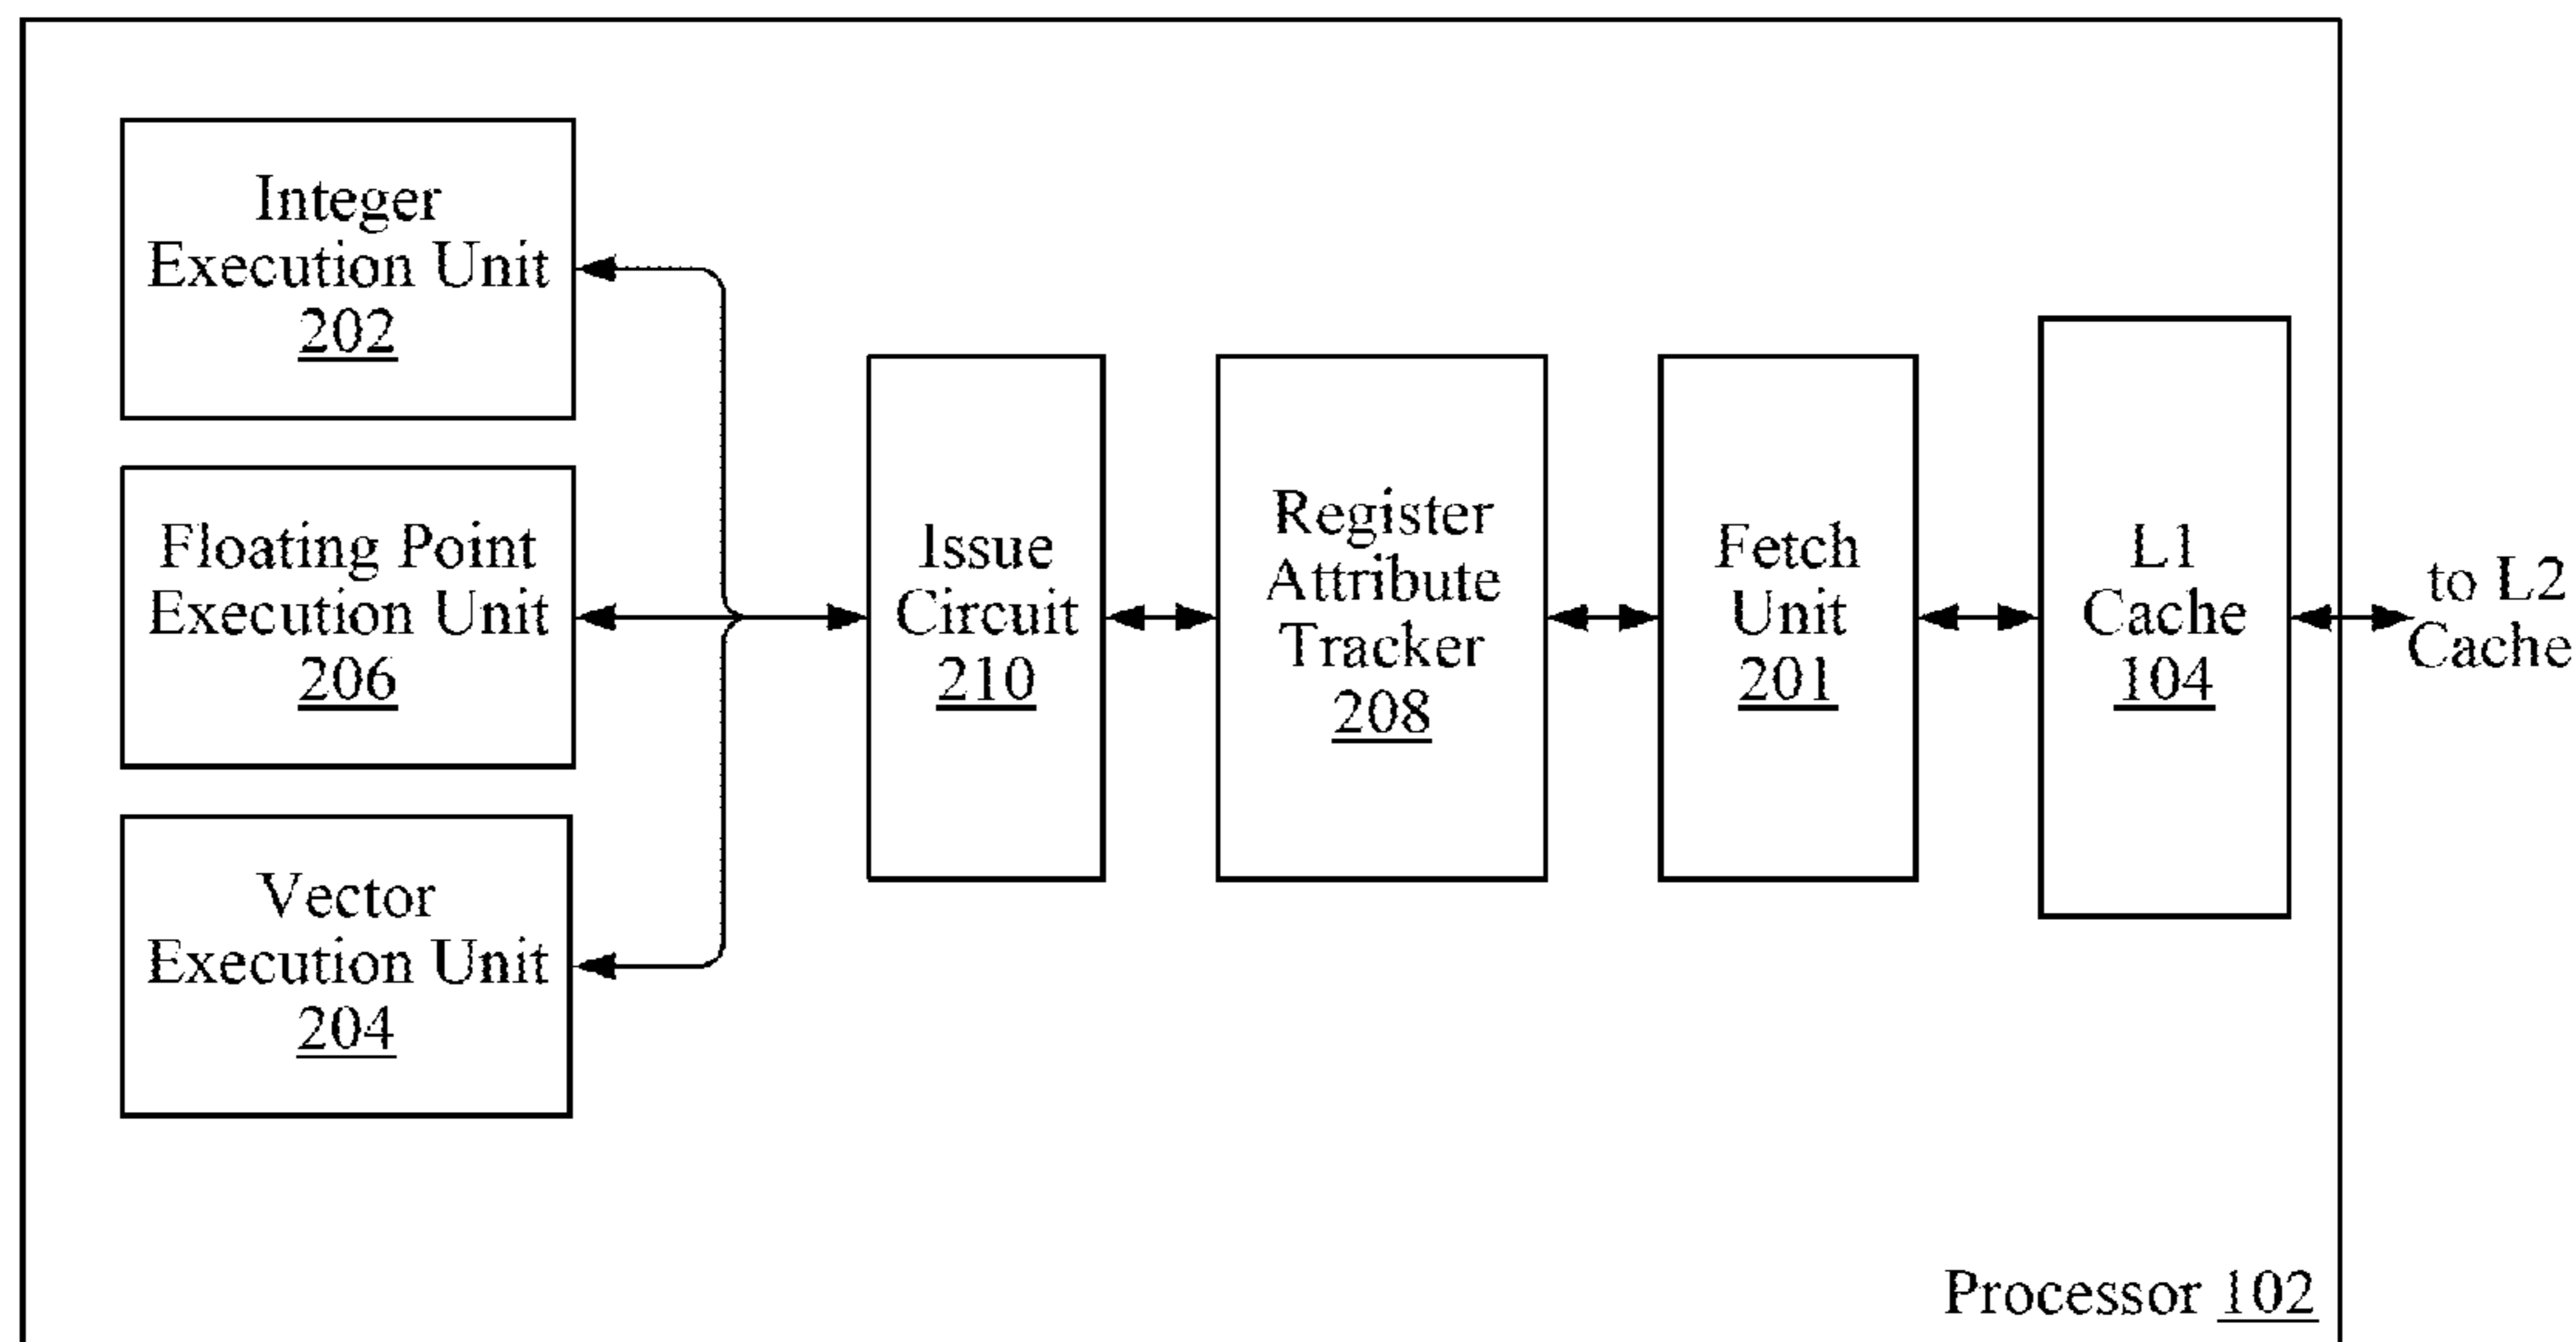 Integer
Execution Unit
202
Floating Point
Execution Unit
206
Vector
Execution Unit
204
Issue
Circuit
210
Register
Attribute
Tracker
208
Fetch
Unit
201
L1
Cache
104
to L2
Cache
Processor 102